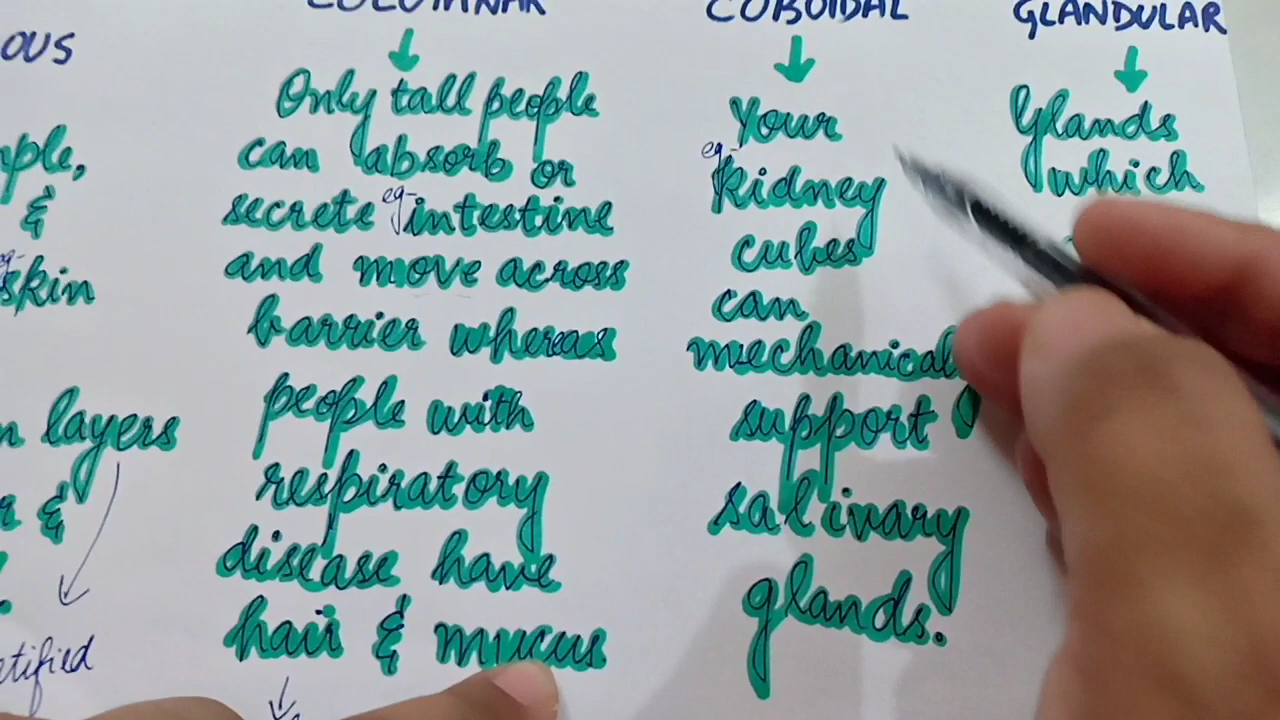 OUS
ple,
&
eg-
skin
layers
&
COLUMNAR
Only tall people
can absorb or
secrete eg- intestine
and move across
barrier whereas
people with
respiratory
disease have
hair & mucus
CUBOIDAL
Your
eg-
kidney
cubes
can
mechanical
support
salivary
glands.
GLANDULAR
Glands
which